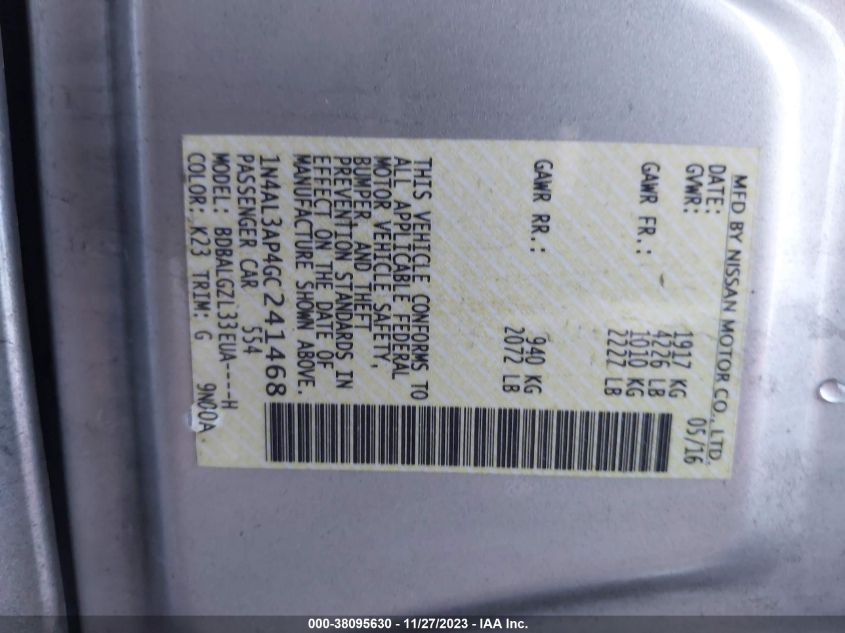 MFD BY NISSAN MOTOR CO., LTD.
DATE: 05/16
GVWR: 1917 KG
4226 LB
GAWR FR.: 1010 KG
2227 LB
GAWR RR.: 940 KG
2072 LB
THIS VEHICLE CONFORMS TO
ALL APPLICABLE FEDERAL
MOTOR VEHICLE SAFETY,
BUMPER, AND THEFT
PREVENTION STANDARDS IN
EFFECT ON THE DATE OF
MANUFACTURE SHOWN ABOVE.
1N4AL3AP4GC241468
PASSENGER CAR 554
MODEL: BDBALGZL33EUA----H
COLOR: K23 TRIM: G 9NC0A
000-38095630 - 11/27/2023 - IAA Inc.